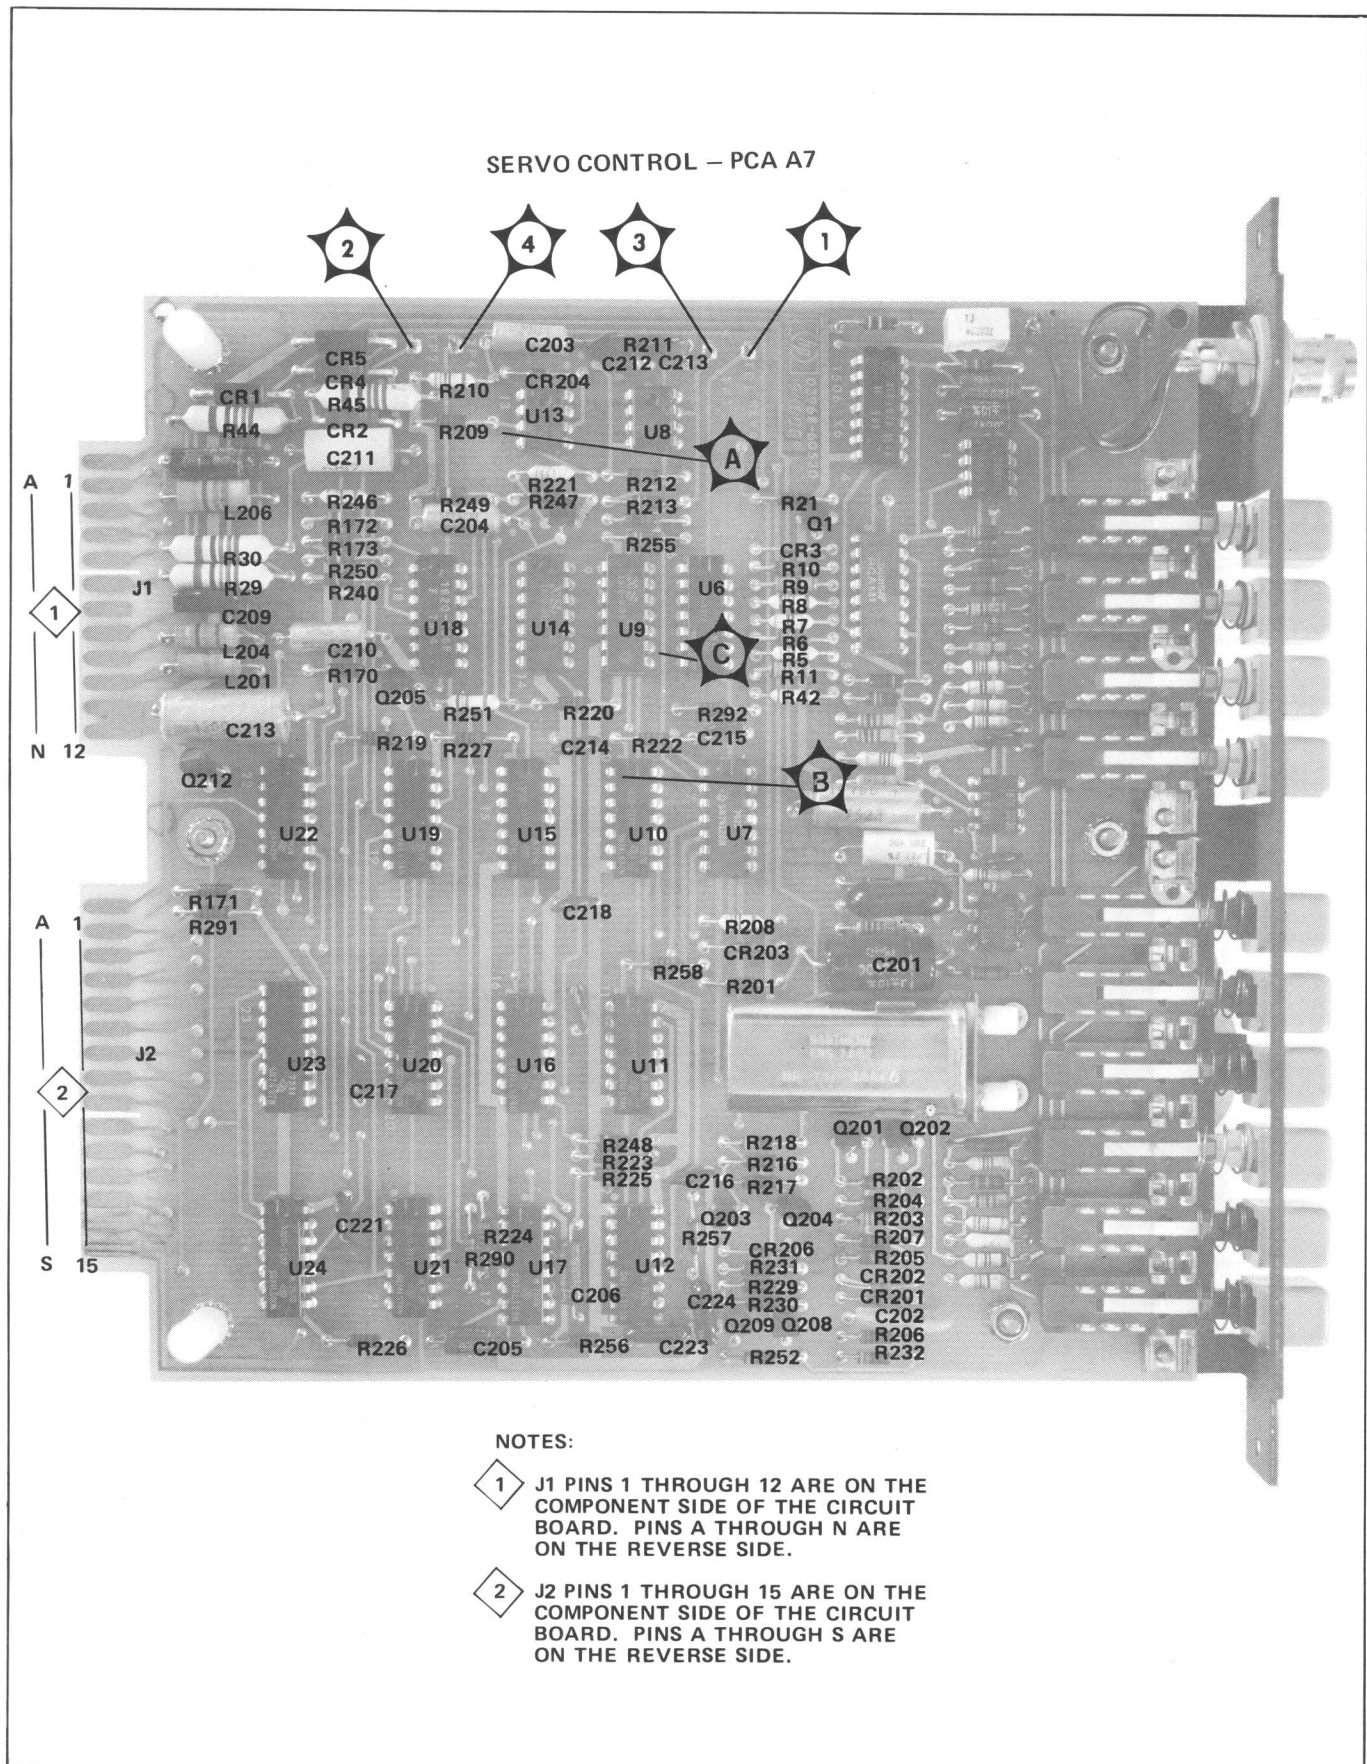 SERVO CONTROL – PCA A7
2 4 3 1
CR5 C203 R211
C212 C213
CR4 R210 CR204
CR1 R45 U13
R44 CR2 R209 U8
C211 A
A 1 R221 R212
R246 R249 R247 R213 R21
L206 R172 C204 Q1
R173 R255 CR3
R30 R250 R10
J1 R29 R240 U6 R9
1 C209 R8
U18 U14 U9 R7
L204 C210 C R6
R5
L201 R170 R11
Q205 R42
C213 R251 R220 R292
N 12 R219 R227 C214 R222 C215
Q212 B
U22 U19 U15 U10 U7
R171
A 1 R291 C218 R208
CR203
R258 C201
R201
J2 U23 U20 U16 U11
2 C217
Q201 Q202
R248 R218
R223 R216
R225 C216 R217 R202
R204
C221 R224 Q203 Q204 R203
R257 R207
R290 CR206 R205
S 15 U24 U21 U17 U12 R231 CR202
R229 CR201
C206 C224 R230 C202
Q209 Q208 R206
R226 C205 R256 C223 R252 R232
NOTES:
1 J1 PINS 1 THROUGH 12 ARE ON THE
COMPONENT SIDE OF THE CIRCUIT
BOARD. PINS A THROUGH N ARE
ON THE REVERSE SIDE.
2 J2 PINS 1 THROUGH 15 ARE ON THE
COMPONENT SIDE OF THE CIRCUIT
BOARD. PINS A THROUGH S ARE
ON THE REVERSE SIDE.